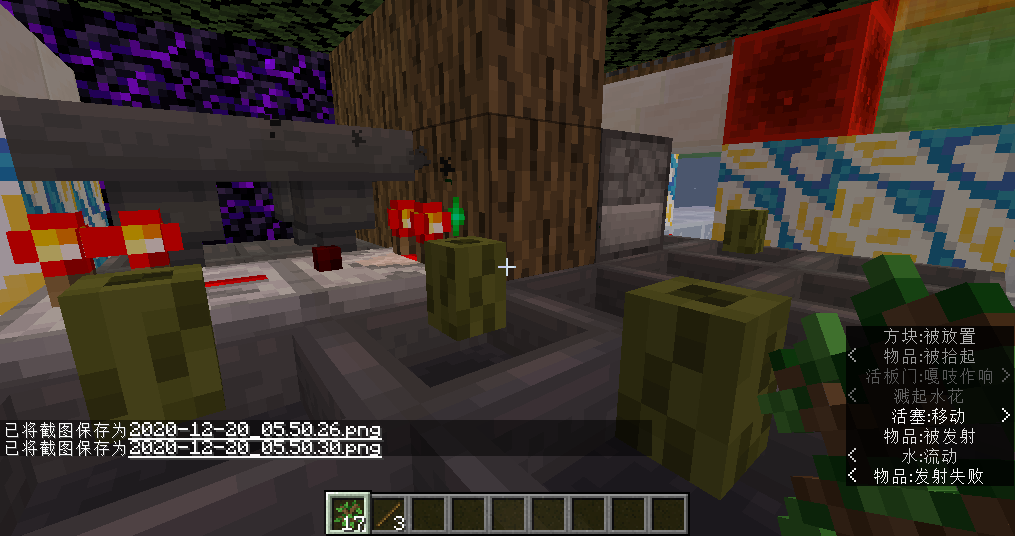 方块:被放置
< 物品:被拾起
活板门:嘎吱作响 >
< 溅起水花
活塞:移动 >
物品:被发射
< 水:流动
< 物品:发射失败
已将截图保存为2020-12-20_05.50.26.png
已将截图保存为2020-12-20_05.50.30.png
17
3